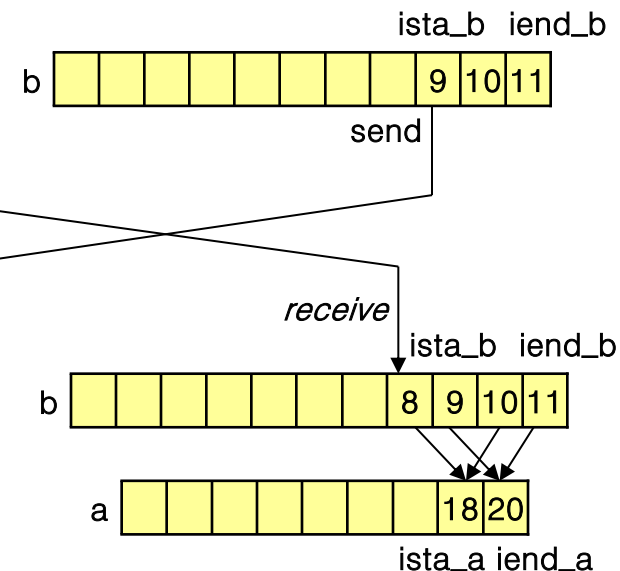 ista_b iend_b
b 9 10 11
send
receive
ista_b iend_b
b 8 9 10 11
a 18 20
ista_a iend_a